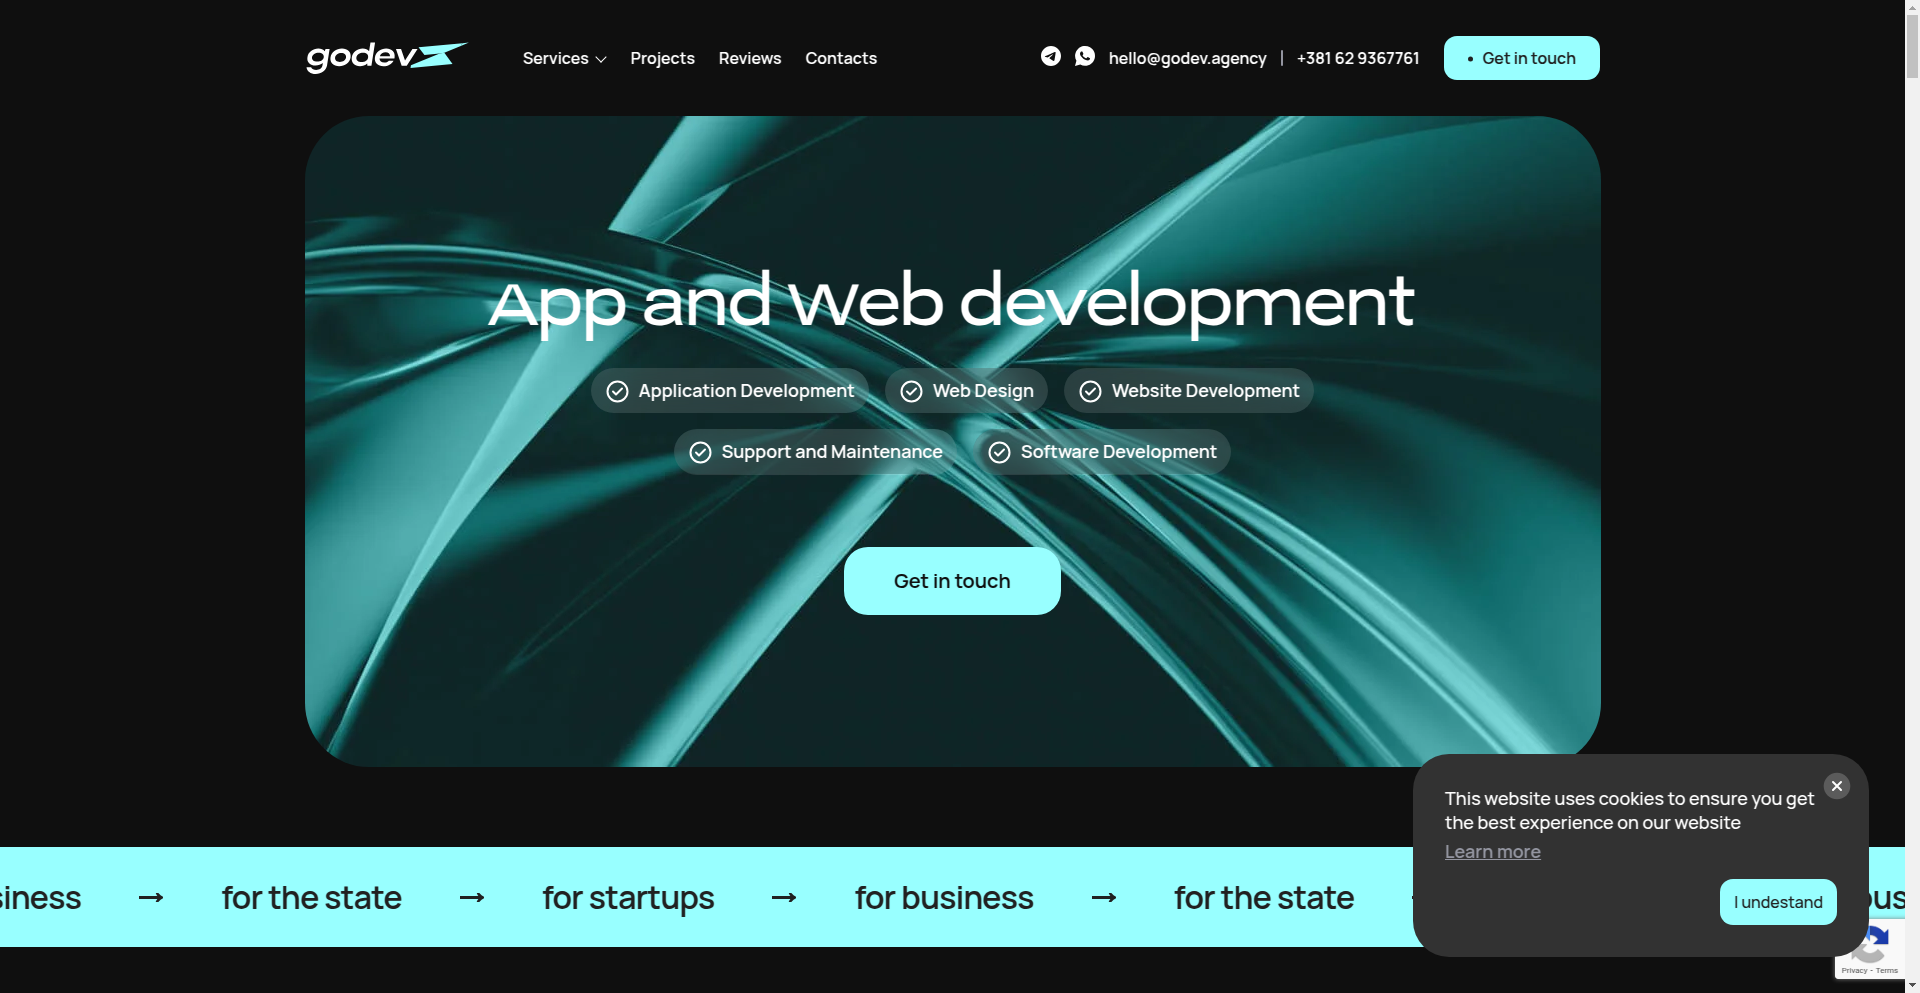 godev
Services
Projects
Reviews
Contacts
hello@godev.agency | +381 62 9367761
• Get in touch
App and Web development
Application Development
Web Design
Website Development
Support and Maintenance
Software Development
Get in touch
This website uses cookies to ensure you get
the best experience on our website
Learn more
I undestand
siness → for the state → for startups → for business → for the state
Privacy - Terms